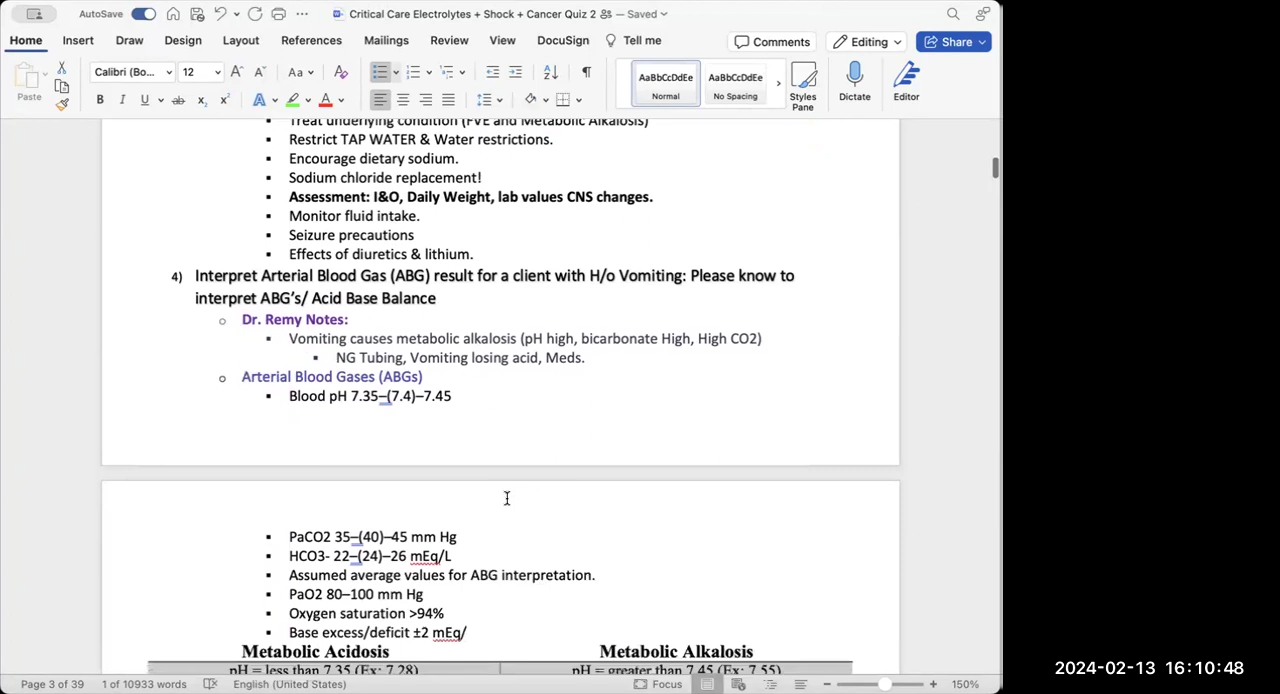 AutoSave
Critical Care Electrolytes + Shock + Cancer Quiz 2 — Saved
Home Insert Draw Design Layout References Mailings Review View DocuSign Tell me Comments Editing Share
Paste Calibri (Bo... 12 Aa AaBbCcDdEe Normal AaBbCcDdEe No Spacing Styles Pane Dictate Editor
Treat underlying condition (FVE and Metabolic Alkalosis)
Restrict TAP WATER & Water restrictions.
Encourage dietary sodium.
Sodium chloride replacement!
Assessment: I&O, Daily Weight, lab values CNS changes.
Monitor fluid intake.
Seizure precautions
Effects of diuretics & lithium.
4) Interpret Arterial Blood Gas (ABG) result for a client with H/o Vomiting: Please know to
interpret ABG's/ Acid Base Balance
Dr. Remy Notes:
Vomiting causes metabolic alkalosis (pH high, bicarbonate High, High CO2)
NG Tubing, Vomiting losing acid, Meds.
Arterial Blood Gases (ABGs)
Blood pH 7.35–(7.4)–7.45
PaCO2 35–(40)–45 mm Hg
HCO3- 22–(24)–26 mEq/L
Assumed average values for ABG interpretation.
PaO2 80–100 mm Hg
Oxygen saturation >94%
Base excess/deficit ±2 mEq/
Metabolic Acidosis Metabolic Alkalosis
pH = less than 7.35 (Ex: 7.28) pH = greater than 7.45 (Ex: 7.55)
Page 3 of 39 1 of 10933 words English (United States) Focus 150%
2024-02-13 16:10:48